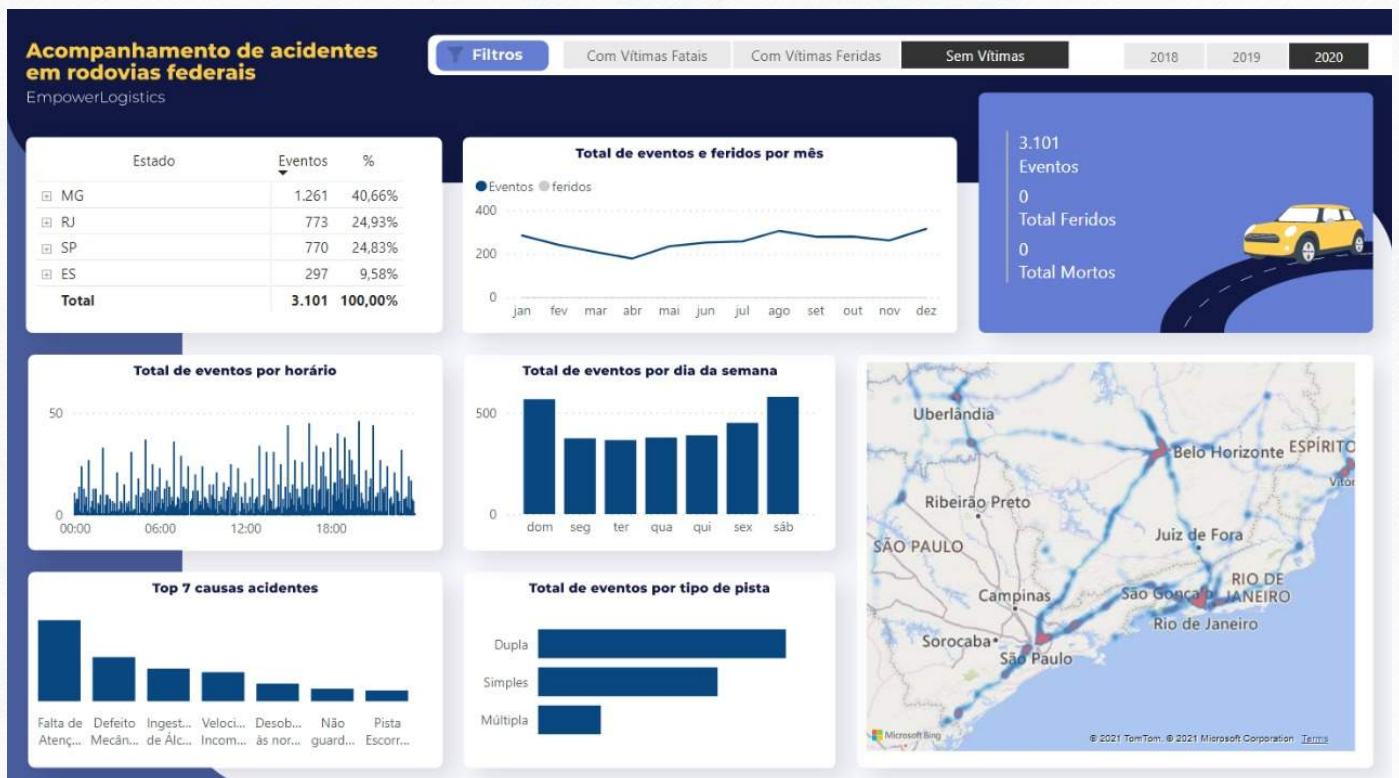 Acompanhamento de acidentes
em rodovias federais
EmpowerLogistics
Filtros
Com Vítimas Fatais
Com Vítimas Feridas
Sem Vítimas
2018
2019
2020
Estado Eventos %
MG 1.261 40,66%
RJ 773 24,93%
SP 770 24,83%
ES 297 9,58%
Total 3.101 100,00%
Total de eventos e feridos por mês
Eventos feridos
400
200
0
jan fev mar abr mai jun jul ago set out nov dez
3.101
Eventos
0
Total Feridos
0
Total Mortos
Total de eventos por horário
50
0
00:00 06:00 12:00 18:00
Total de eventos por dia da semana
500
0
dom seg ter qua qui sex sáb
Uberlândia
Belo Horizonte
ESPÍRITO
Vitór
Ribeirão Preto
Juiz de Fora
SÃO PAULO
RIO DE
JANEIRO
Campinas
São Gonçalo
Rio de Janeiro
Sorocaba
São Paulo
Microsoft Bing
© 2021 TomTom, © 2021 Microsoft Corporation Terms
Top 7 causas acidentes
Falta de Defeito Ingest... Veloci... Desob... Não Pista
Atenç... Mecân... de Álc... Incom... às nor... guard... Escorr...
Total de eventos por tipo de pista
Dupla
Simples
Múltipla